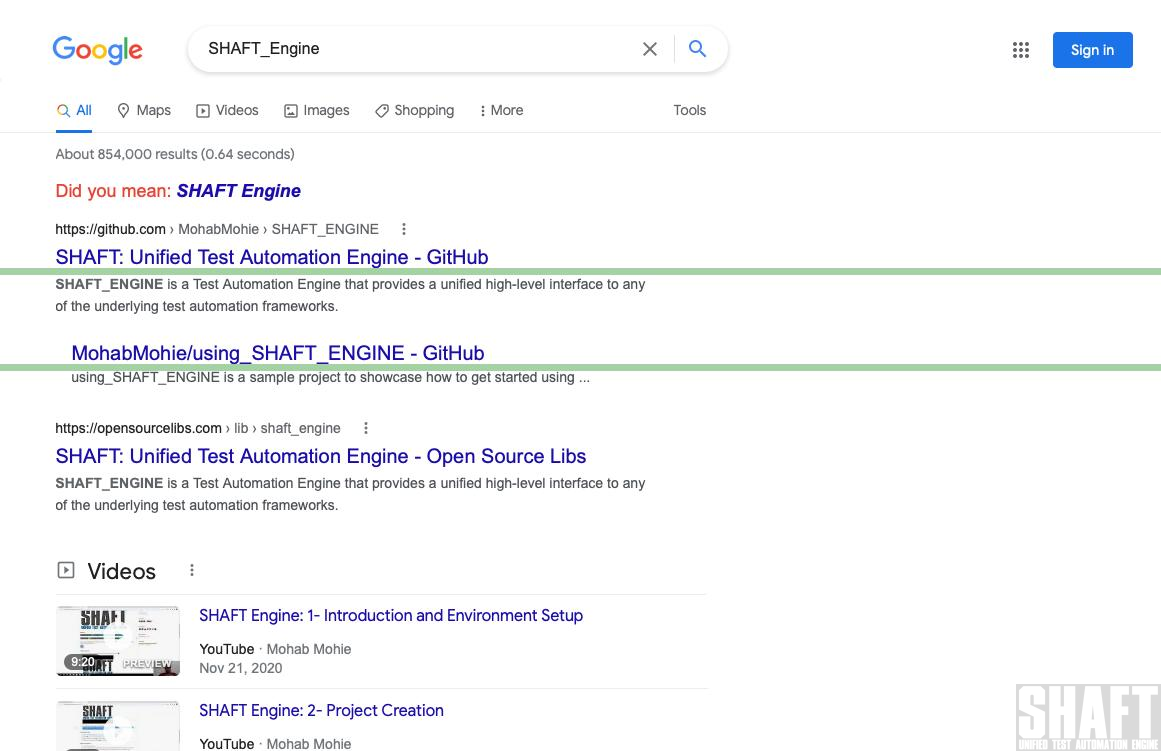 Google
SHAFT_Engine
Sign in
All Maps Videos Images Shopping More Tools
About 854,000 results (0.64 seconds)
Did you mean: SHAFT Engine
https://github.com › MohabMohie › SHAFT_ENGINE
SHAFT: Unified Test Automation Engine - GitHub
SHAFT_ENGINE is a Test Automation Engine that provides a unified high-level interface to any
of the underlying test automation frameworks.
MohabMohie/using_SHAFT_ENGINE - GitHub
using_SHAFT_ENGINE is a sample project to showcase how to get started using ...
https://opensourcelibs.com › lib › shaft_engine
SHAFT: Unified Test Automation Engine - Open Source Libs
SHAFT_ENGINE is a Test Automation Engine that provides a unified high-level interface to any
of the underlying test automation frameworks.
Videos
SHAFT
9:20 PREVIEW
SHAFT Engine: 1- Introduction and Environment Setup
YouTube · Mohab Mohie
Nov 21, 2020
SHAFT
SHAFT Engine: 2- Project Creation
YouTube · Mohab Mohie
SHAFT
UNIFIED TEST AUTOMATION ENGINE